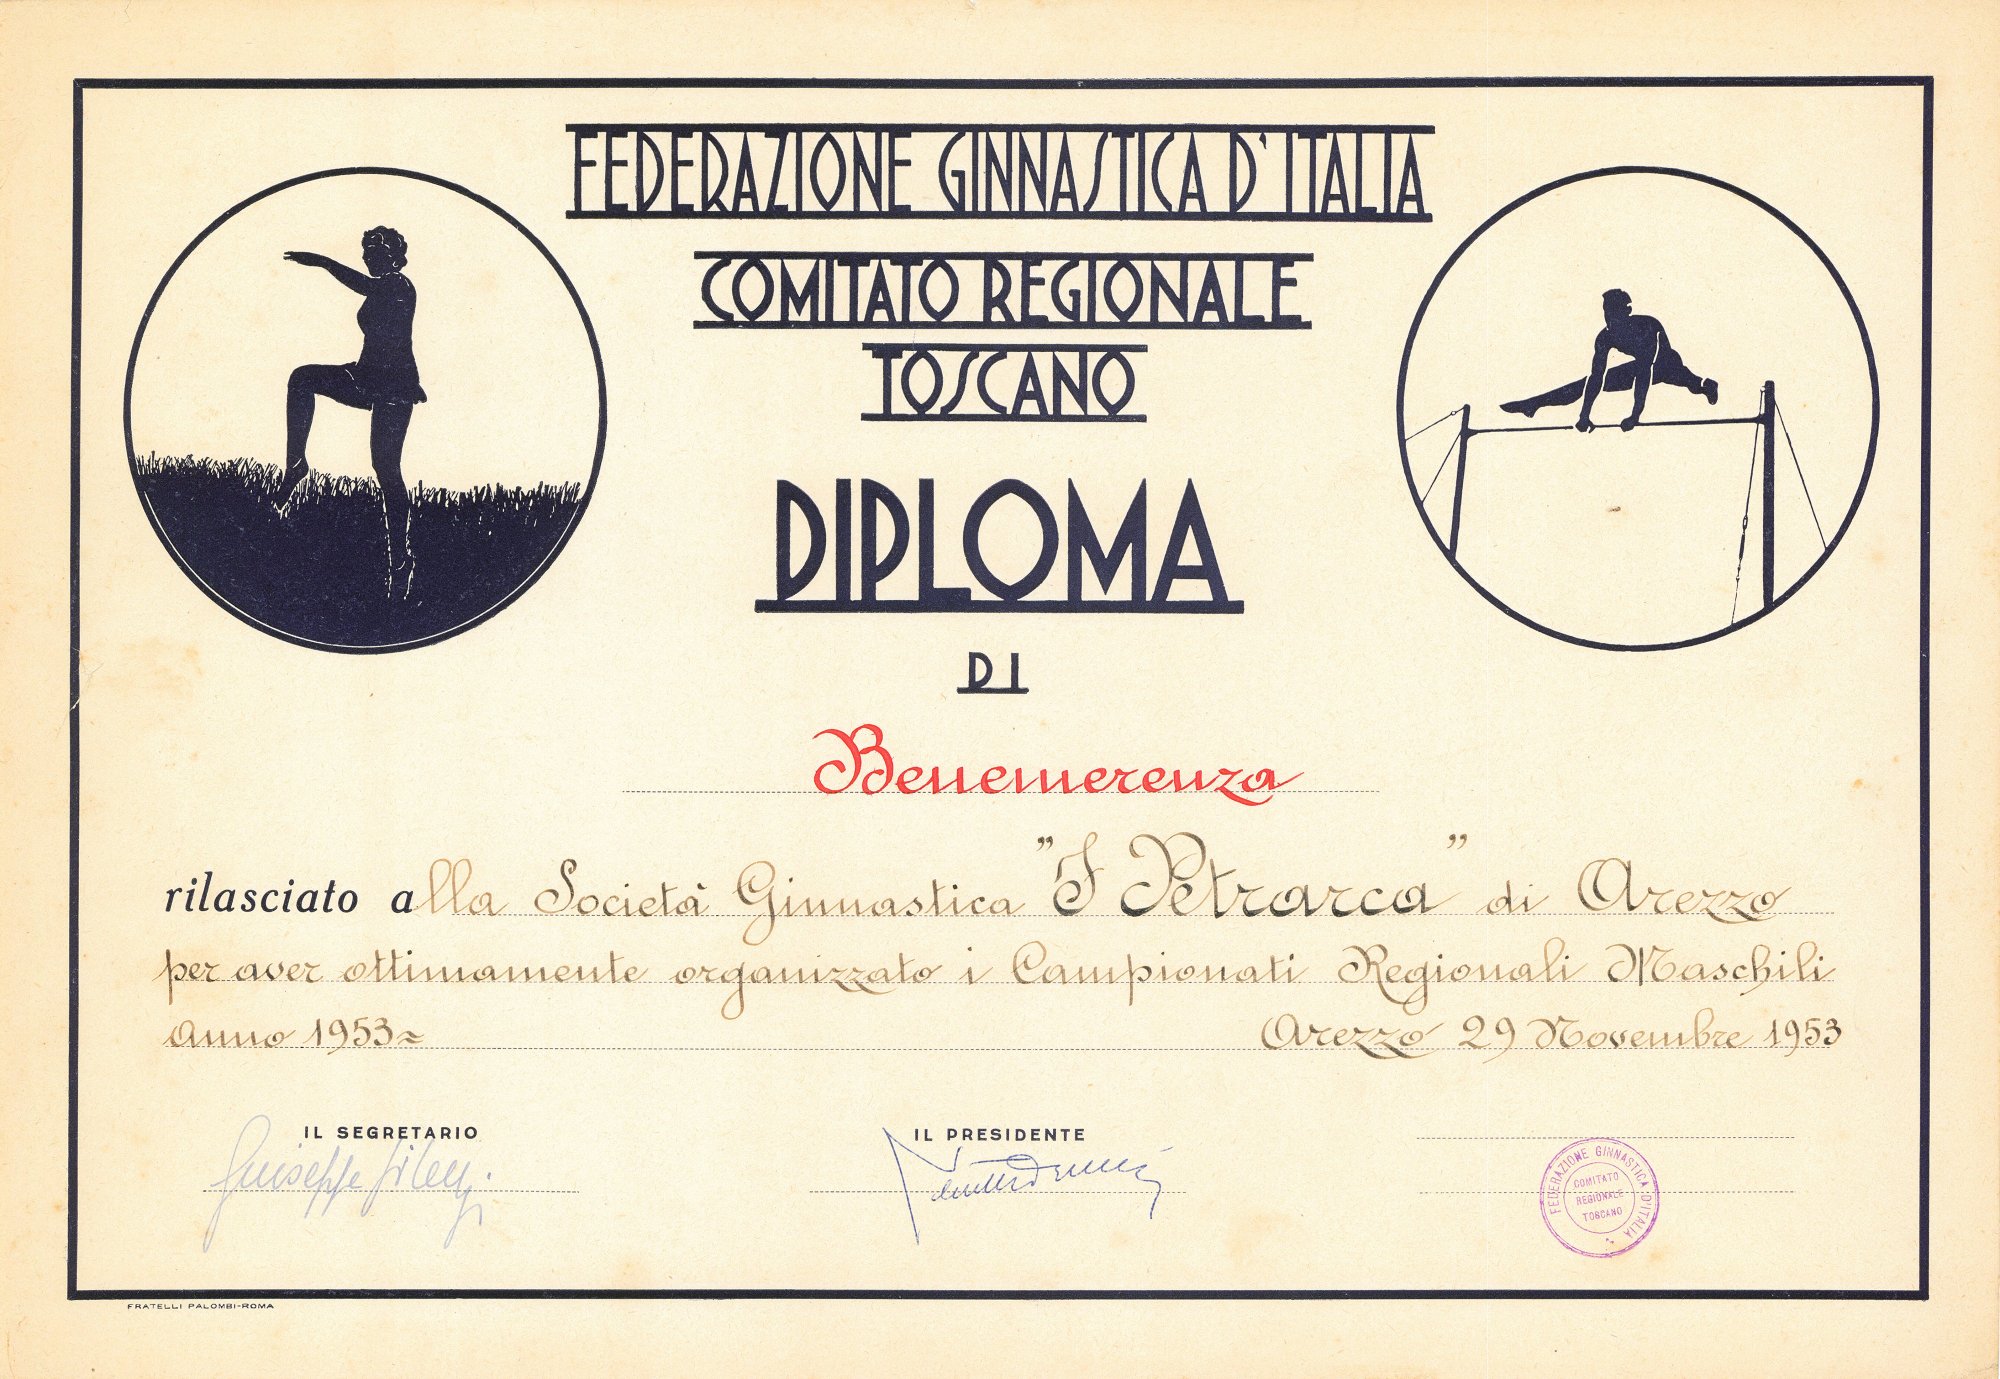 FEDERAZIONE GINNASTICA D'ITALIA
COMITATO REGIONALE
TOSCANO
DIPLOMA
DI
Benemerenza
rilasciato alla Società Ginnastica "F Petrarca" di Arezzo
per aver ottimamente organizzato i Campionati Regionali Maschili
Anno 1953~ Arezzo 29 Novembre 1953
IL SEGRETARIO
IL PRESIDENTE
Giuseppe
FEDERAZIONE GINNASTICA D'ITALIA
COMITATO
REGIONALE
TOSCANO
FRATELLI PALOMBI-ROMA